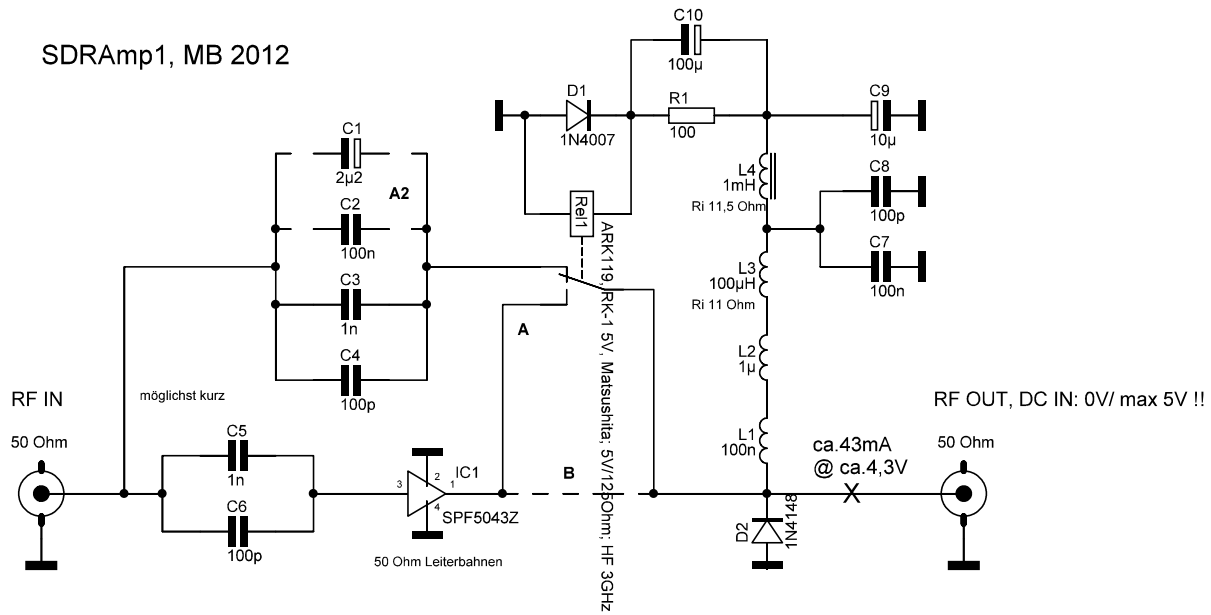 SDRAmp1, MB 2012
C10
100µ
D1
1N4007
R1
100
C9
10µ
C1
2µ2
A2
C2
100n
C3
1n
C4
100p
Rel1
ARK119, RK-1 5V, Matsushita; 5V/125Ohm; HF 3GHz
L4
1mH
Ri 11,5 Ohm
C8
100p
C7
100n
L3
100µH
Ri 11 Ohm
A
L2
1µ
RF IN
möglichst kurz
RF OUT, DC IN: 0V/ max 5V !!
50 Ohm
C5
1n
C6
100p
3
2
1
4
IC1
SPF5043Z
50 Ohm Leiterbahnen
B
L1
100n
ca.43mA
@ ca.4,3V
X
50 Ohm
D2
1N4148